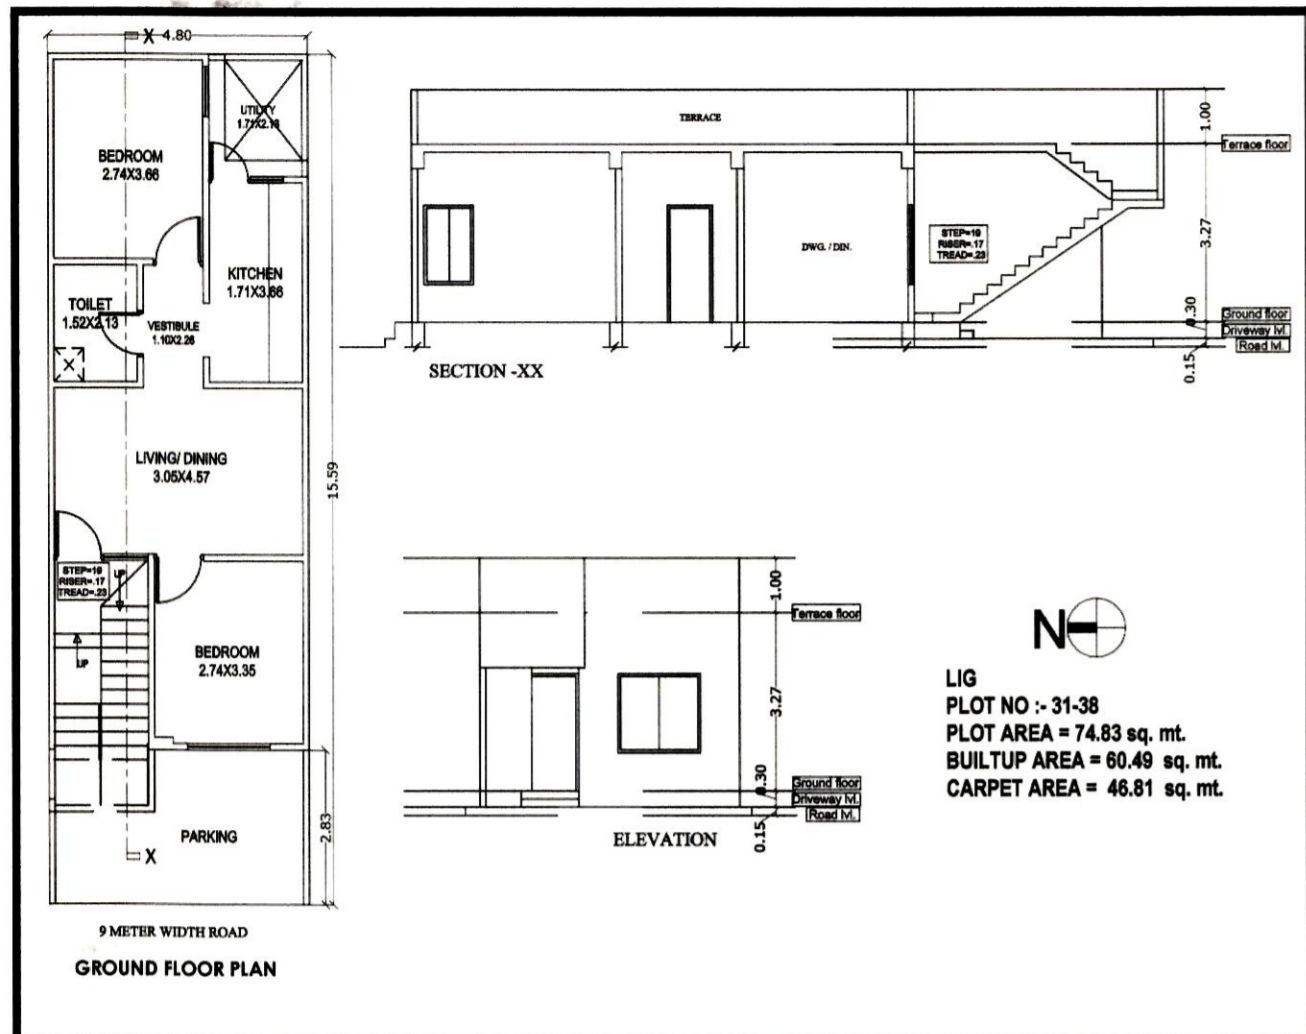 X
4.80
UTILITY
1.71X2.13
BEDROOM
2.74X3.66
KITCHEN
1.71X3.66
TOILET
1.52X2.13
VESTIBULE
1.10X2.26
X
LIVING/ DINING
3.05X4.57
15.59
STEP=19
RISER=.17
TREAD=.23
UP
UP
BEDROOM
2.74X3.35
PARKING
2.83
X
9 METER WIDTH ROAD
GROUND FLOOR PLAN
TERRACE
1.00
Terrace floor
DWG. / DIN.
STEP=19
RISER=.17
TREAD=.23
3.27
0.30
Ground floor
Driveway lvl.
Road lvl.
0.15
SECTION -XX
1.00
Terrace floor
3.27
0.30
Ground floor
Driveway lvl.
Road lvl.
0.15
ELEVATION
N
LIG
PLOT NO :- 31-38
PLOT AREA = 74.83 sq. mt.
BUILTUP AREA = 60.49 sq. mt.
CARPET AREA = 46.81 sq. mt.